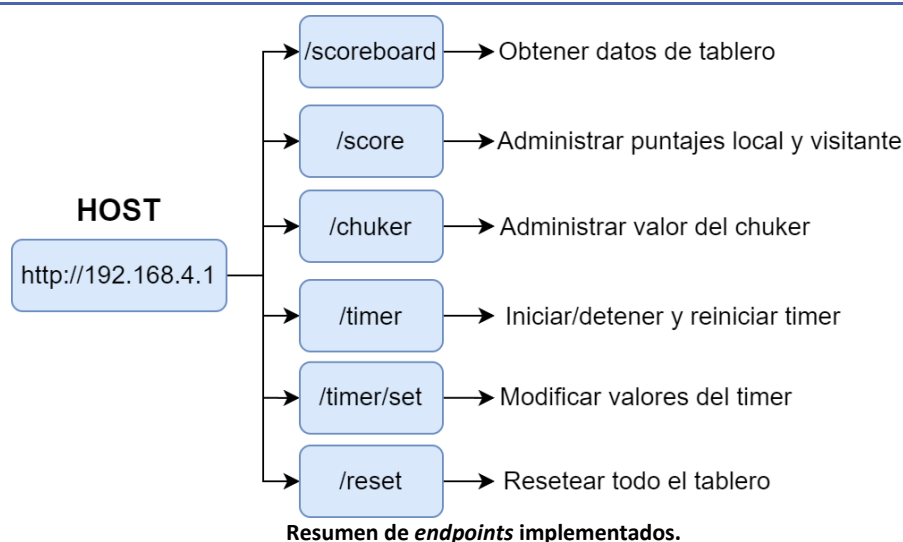 /scoreboard
Obtener datos de tablero
/score
Administrar puntajes local y visitante
HOST
/chuker
Administrar valor del chuker
http://192.168.4.1
/timer
Iniciar/detener y reiniciar timer
/timer/set
Modificar valores del timer
/reset
Resetear todo el tablero
Resumen de endpoints implementados.